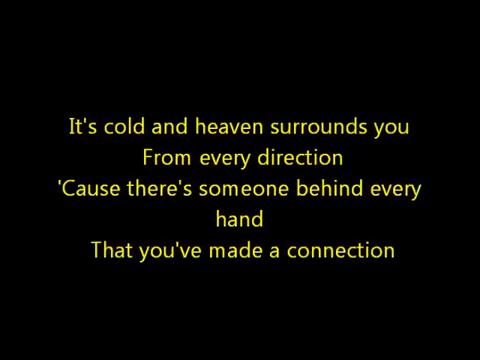 It's cold and heaven surrounds you
From every direction
'Cause there's someone behind every
hand
That you've made a connection